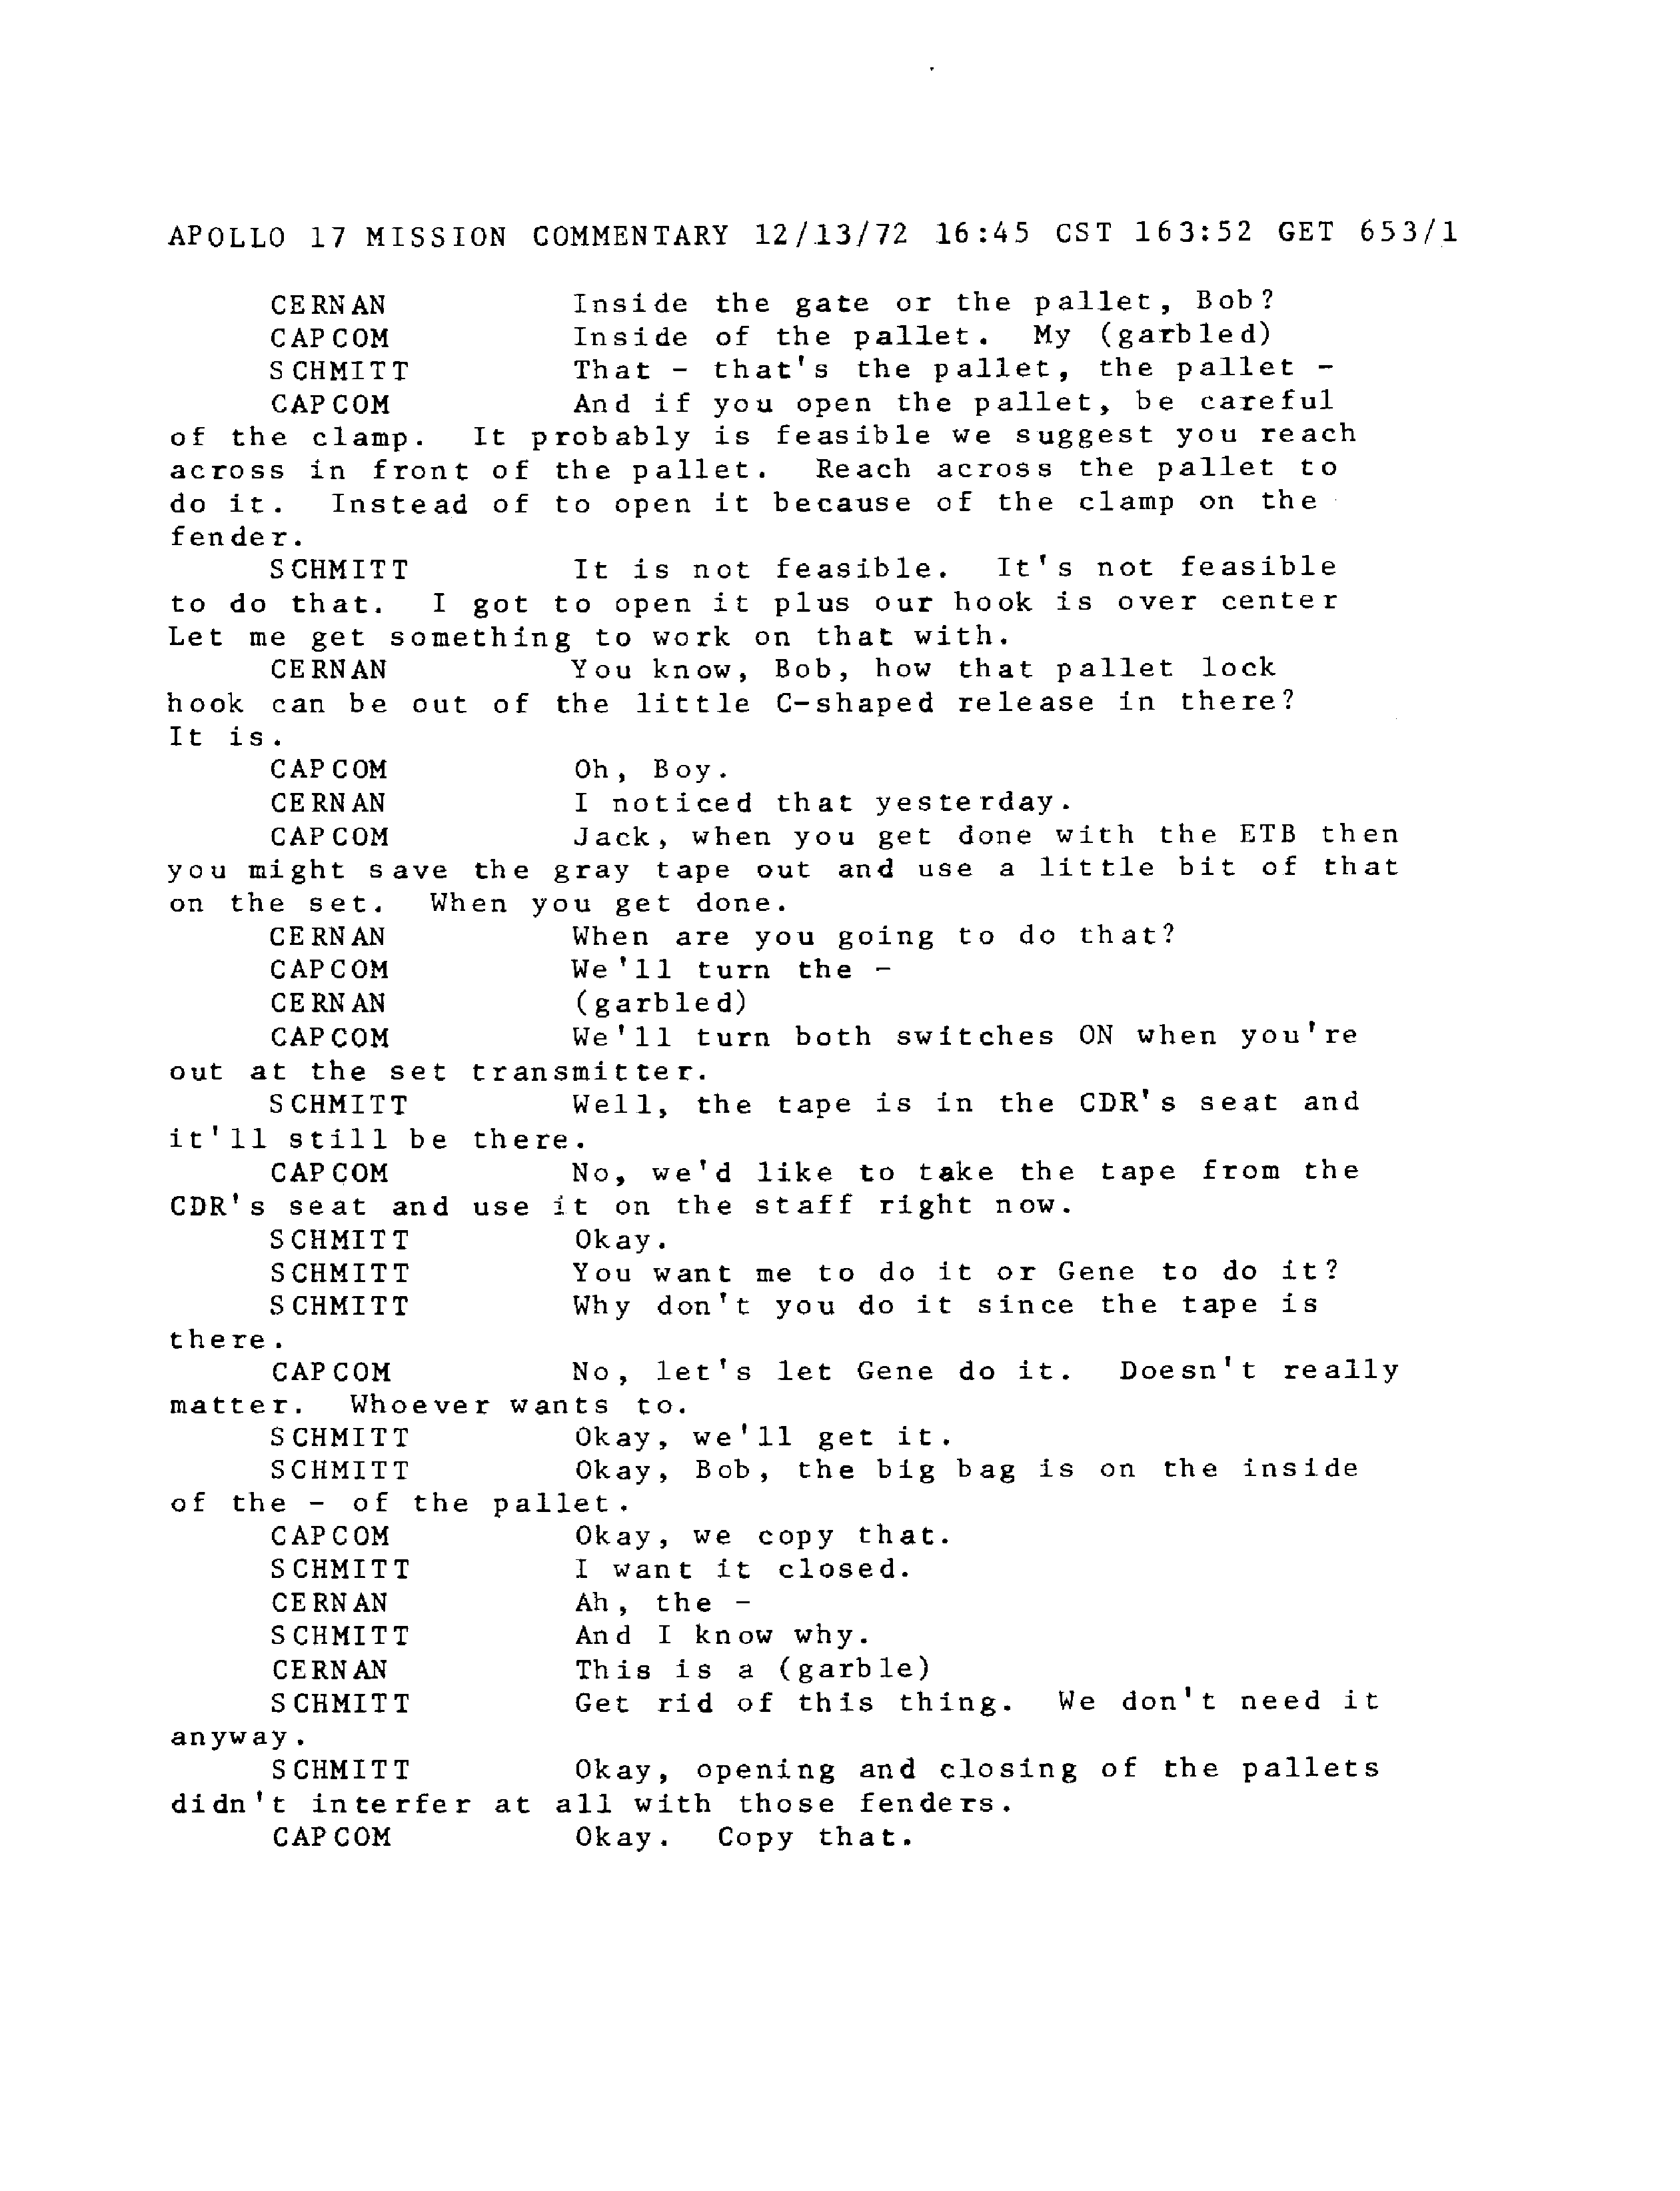 APOLLO 17 MISSION COMMENTARY 12/13/72 16:45 CST 163:52 GET 653/1
CERNAN Inside the gate or the pallet, Bob?
CAPCOM Inside of the pallet. My (garbled)
SCHMITT That - that's the pallet, the pallet -
CAPCOM And if you open the pallet, be careful
of the clamp. It probably is feasible we suggest you reach
across in front of the pallet. Reach across the pallet to
do it. Instead of to open it because of the clamp on the
fender.
SCHMITT It is not feasible. It's not feasible
to do that. I got to open it plus our hook is over center
Let me get something to work on that with.
CERNAN You know, Bob, how that pallet lock
hook can be out of the little C-shaped release in there?
It is.
CAPCOM Oh, Boy.
CERNAN I noticed that yesterday.
CAPCOM Jack, when you get done with the ETB then
you might save the gray tape out and use a little bit of that
on the set. When you get done.
CERNAN When are you going to do that?
CAPCOM We'll turn the -
CERNAN (garbled)
CAPCOM We'll turn both switches ON when you're
out at the set transmitter.
SCHMITT Well, the tape is in the CDR's seat and
it'll still be there.
CAPCOM No, we'd like to take the tape from the
CDR's seat and use it on the staff right now.
SCHMITT Okay.
SCHMITT You want me to do it or Gene to do it?
SCHMITT Why don't you do it since the tape is
there.
CAPCOM No, let's let Gene do it. Doesn't really
matter. Whoever wants to.
SCHMITT Okay, we'll get it.
SCHMITT Okay, Bob, the big bag is on the inside
of the - of the pallet.
CAPCOM Okay, we copy that.
SCHMITT I want it closed.
CERNAN Ah, the -
SCHMITT And I know why.
CERNAN This is a (garble)
SCHMITT Get rid of this thing. We don't need it
anyway.
SCHMITT Okay, opening and closing of the pallets
didn't interfer at all with those fenders.
CAPCOM Okay. Copy that.